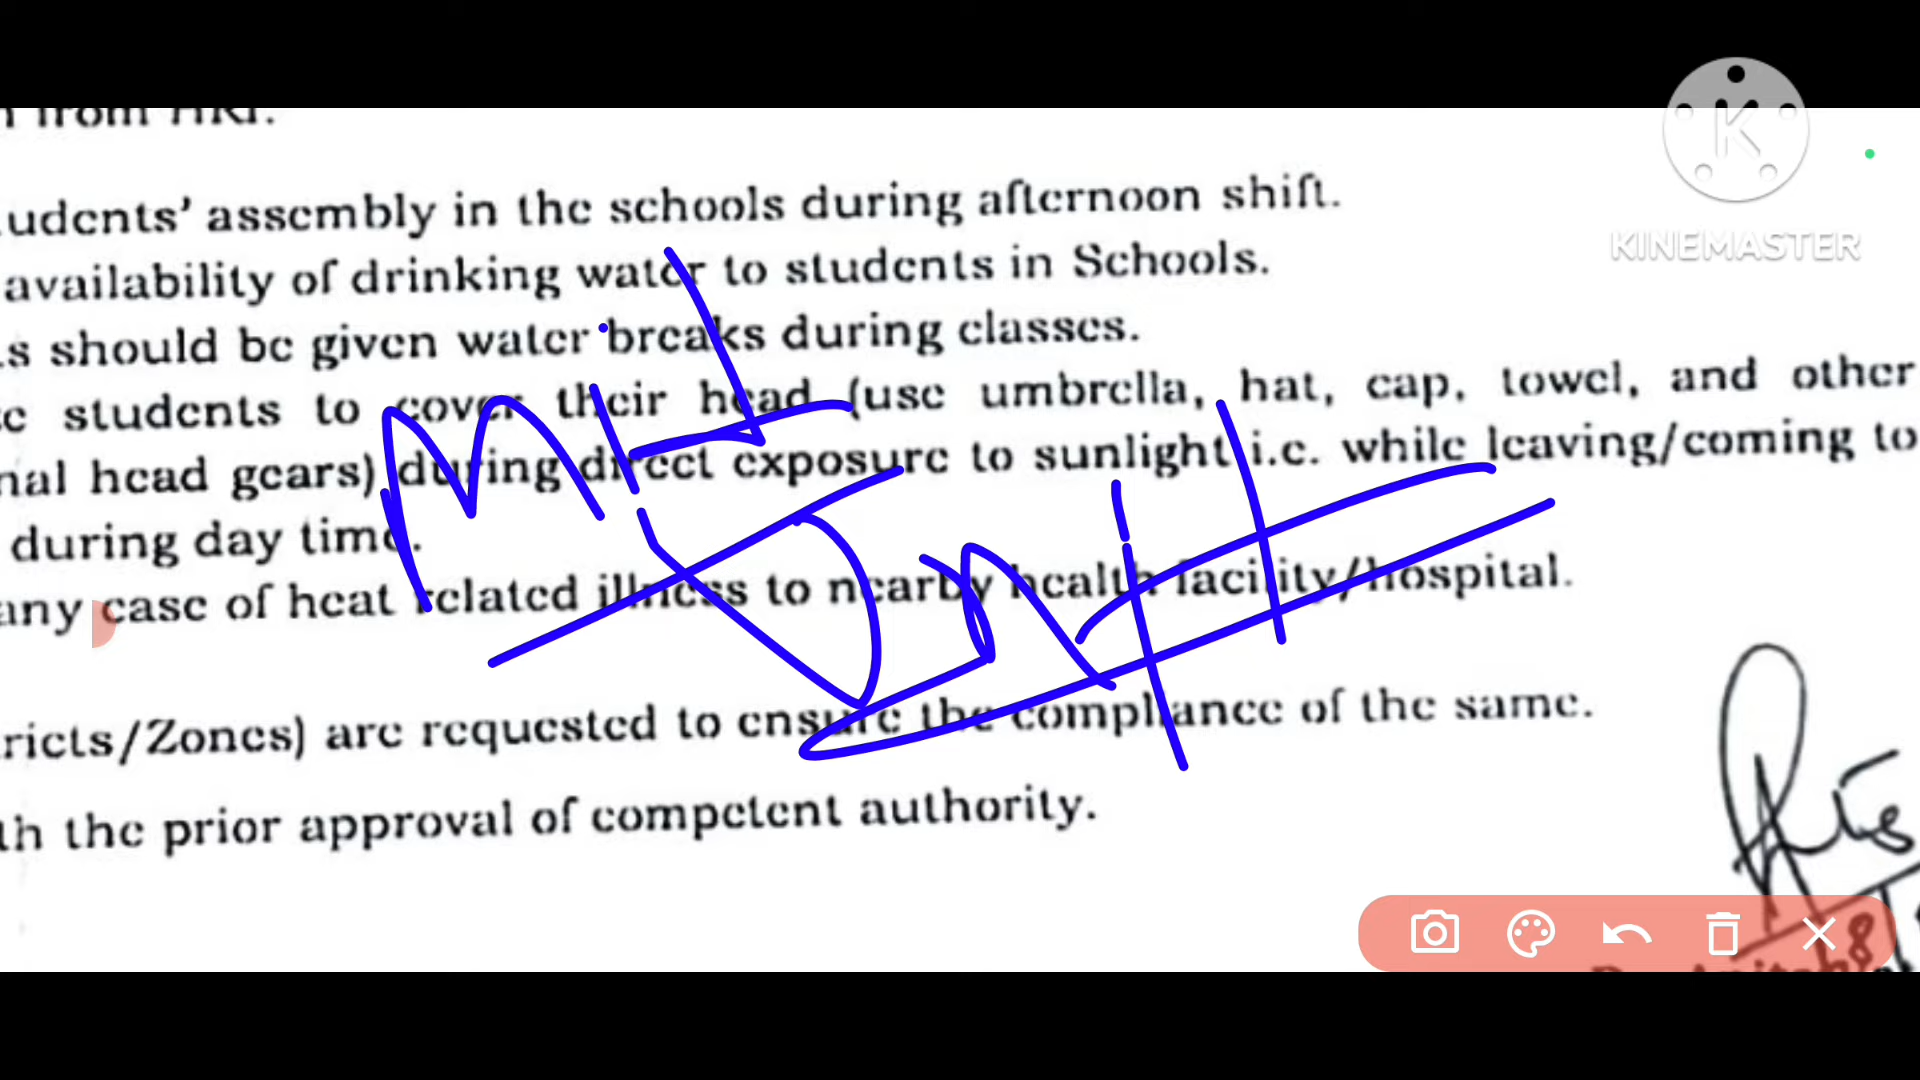 from HRI.
KINEMASTER
udents' assembly in the schools during afternoon shift.
availability of drinking water to students in Schools.
s should be given water breaks during classes.
students to cover their head (use umbrella, hat, cap, towel, and other
nal head gears) during direct exposure to sunlight i.e. while leaving/coming to
during day time.
any case of heat related illness to nearby health facility/hospital.
ricts/Zones) are requested to ensure the compliance of the same.
th the prior approval of competent authority.